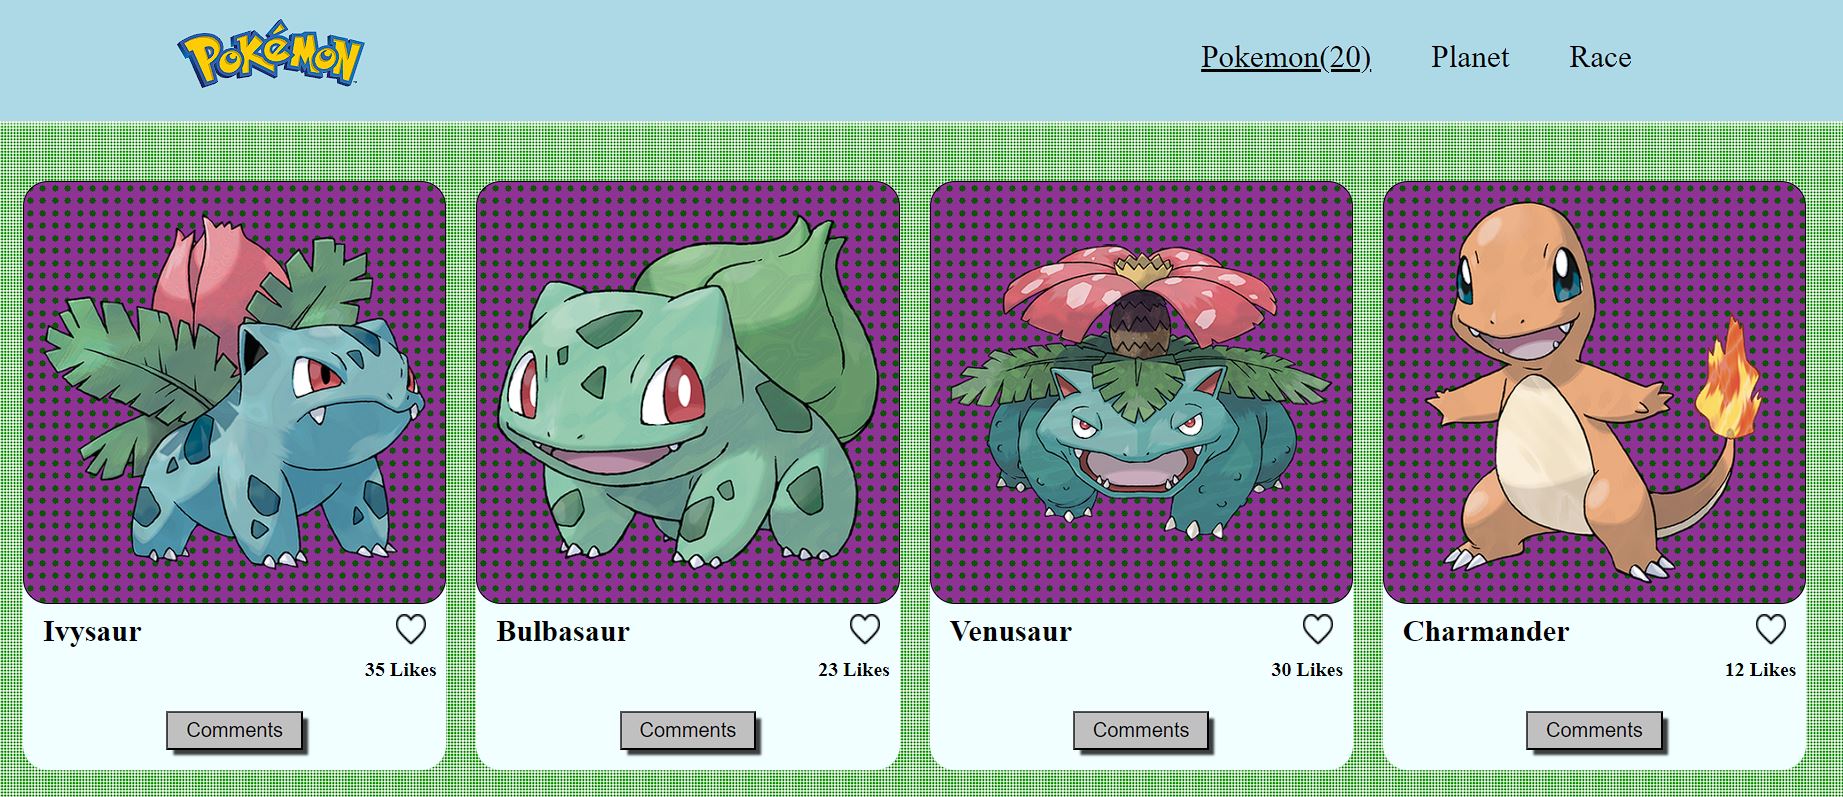 POKéMON
Pokemon(20) Planet Race
Ivysaur
35 Likes
Comments
Bulbasaur
23 Likes
Comments
Venusaur
30 Likes
Comments
Charmander
12 Likes
Comments